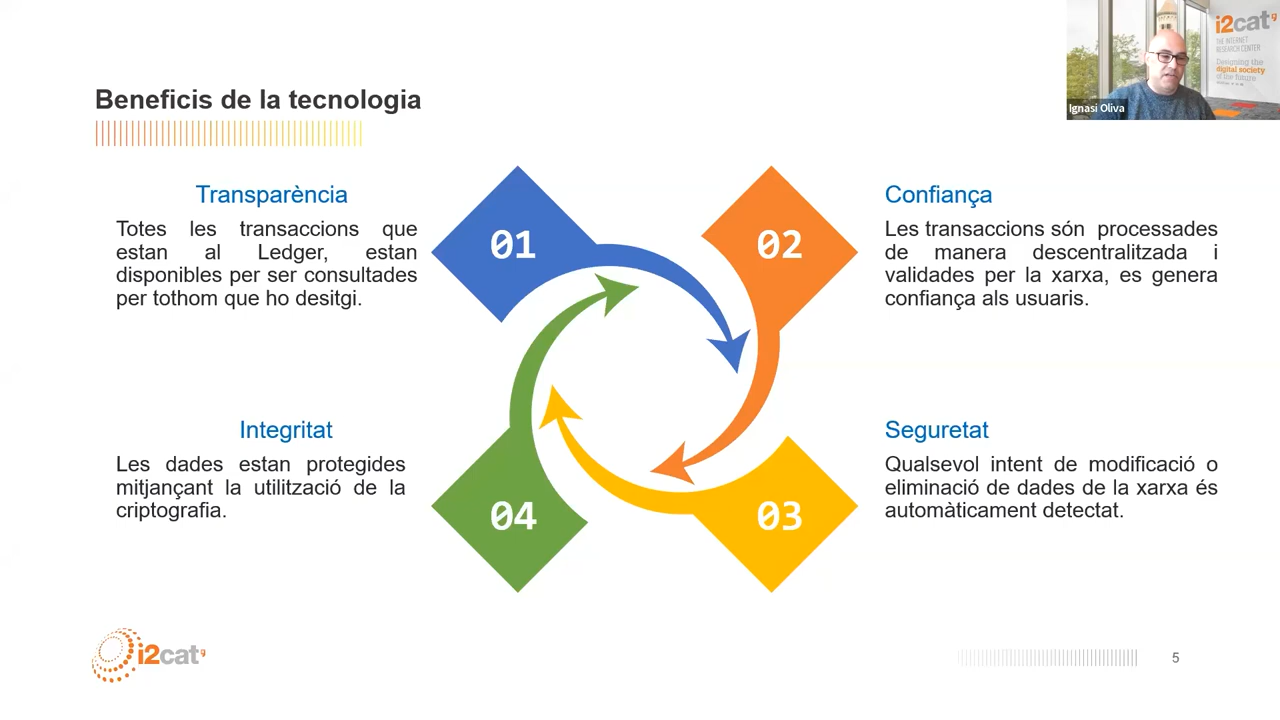 Beneficis de la tecnologia
i2cat
THE INTERNET
RESEARCH CENTER
Designing the
digital society
of the future
Ignasi Oliva
Transparència
Totes les transaccions que
estan al Ledger, estan
disponibles per ser consultades
per tothom que ho desitgi.
01
02
Confiança
Les transaccions són processades
de manera descentralitzada i
validades per la xarxa, es genera
confiança als usuaris.
Integritat
Les dades estan protegides
mitjançant la utilització de la
criptografia.
04
03
Seguretat
Qualsevol intent de modificació o
eliminació de dades de la xarxa és
automàticament detectat.
i2cat
5